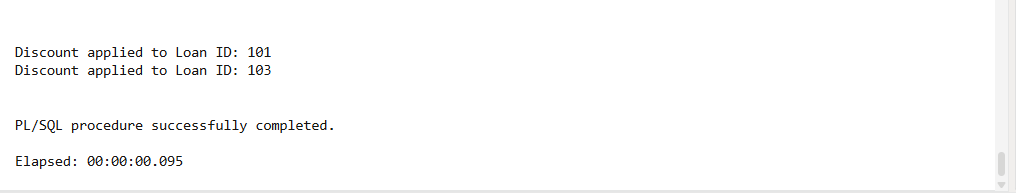 Discount applied to Loan ID: 101
Discount applied to Loan ID: 103
PL/SQL procedure successfully completed.
Elapsed: 00:00:00.095